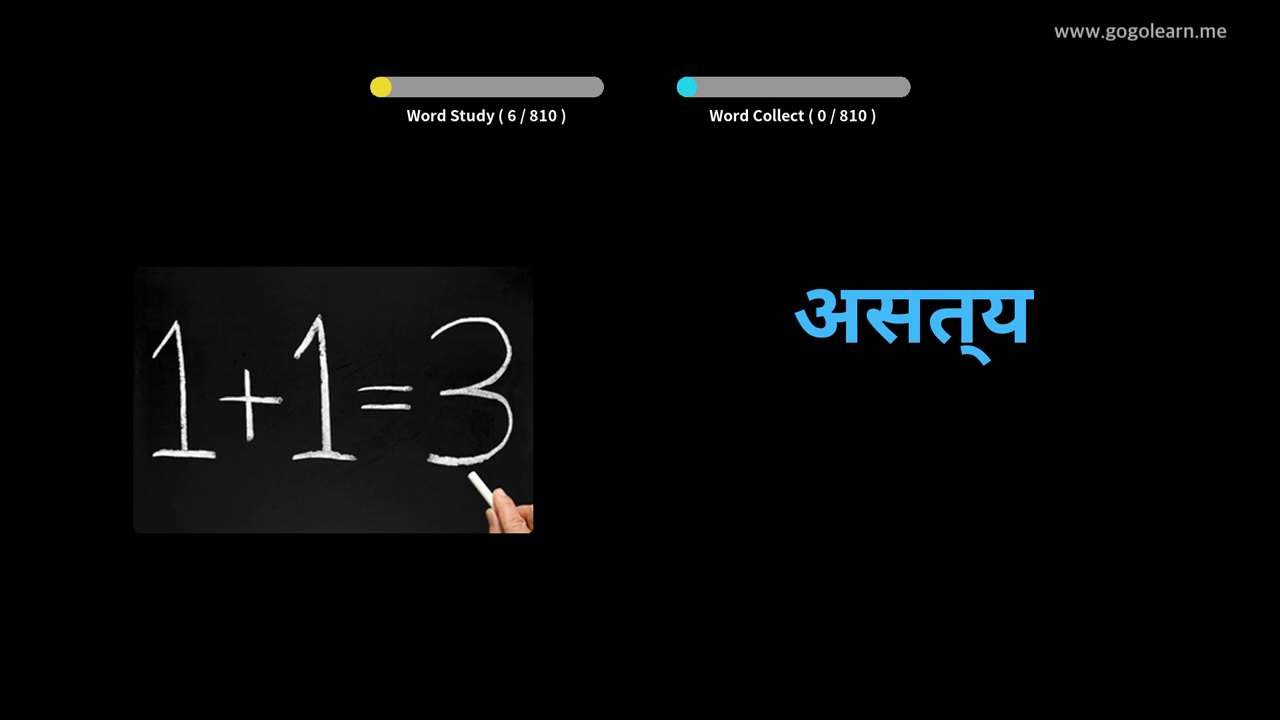 www.gogolearn.me
Word Study ( 6 / 810 )
Word Collect ( 0 / 810 )
असत्‌य
1+1=3